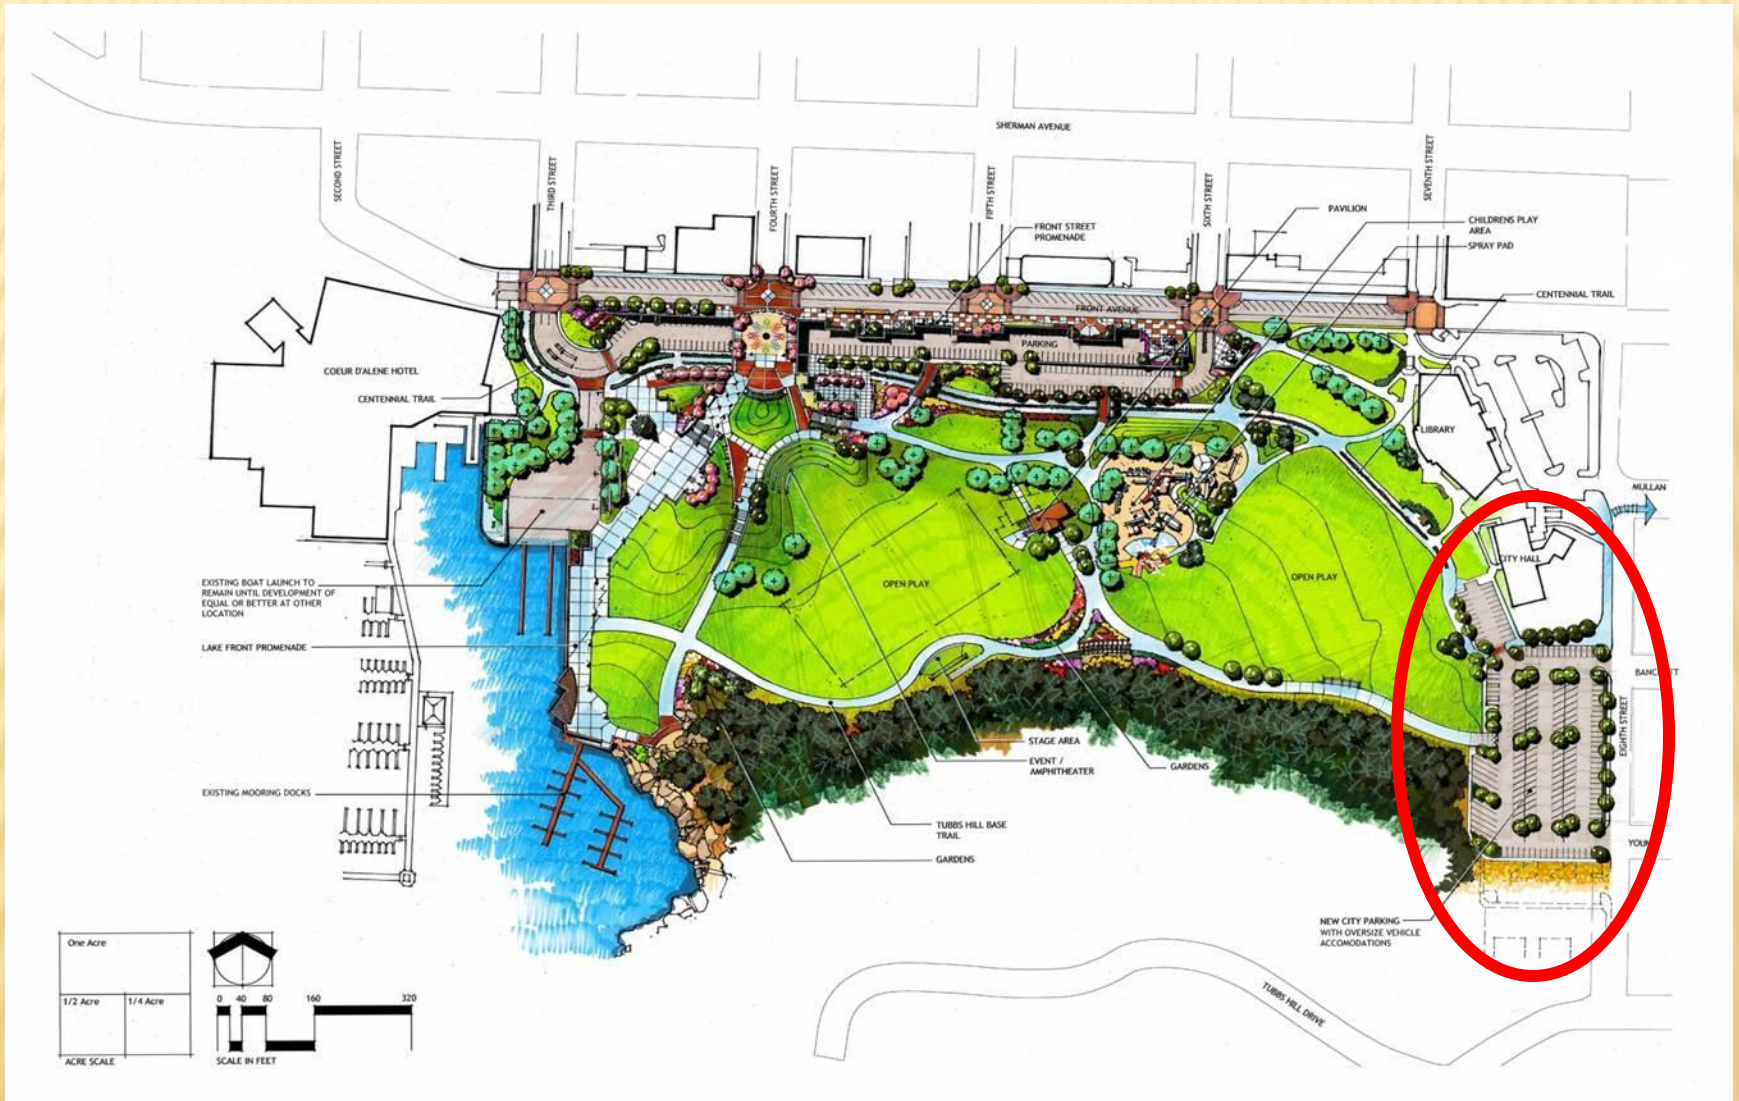 SHERMAN AVENUE
SECOND STREET
THIRD STREET
FOURTH STREET
FIFTH STREET
SIXTH STREET
SEVENTH STREET
PAVILION
CHILDRENS PLAY
AREA
SPRAY PAD
FRONT STREET
PROMENADE
CENTENNIAL TRAIL
FRONT AVENUE
PARKING
COEUR D'ALENE HOTEL
CENTENNIAL TRAIL
LIBRARY
MULLAN
CITY HALL
OPEN PLAY
OPEN PLAY
EXISTING BOAT LAUNCH TO
REMAIN UNTIL DEVELOPMENT OF
EQUAL OR BETTER AT OTHER
LOCATION
LAKE FRONT PROMENADE
EIGHTH STREET
STAGE AREA
EVENT /
AMPHITHEATER
GARDENS
EXISTING MOORING DOCKS
TUBBS HILL BASE
TRAIL
GARDENS
NEW CITY PARKING
WITH OVERSIZE VEHICLE
ACCOMODATIONS
TUBBS HILL DRIVE
One Acre
1/2 Acre
1/4 Acre
ACRE SCALE
0 40 80 160 320
SCALE IN FEET